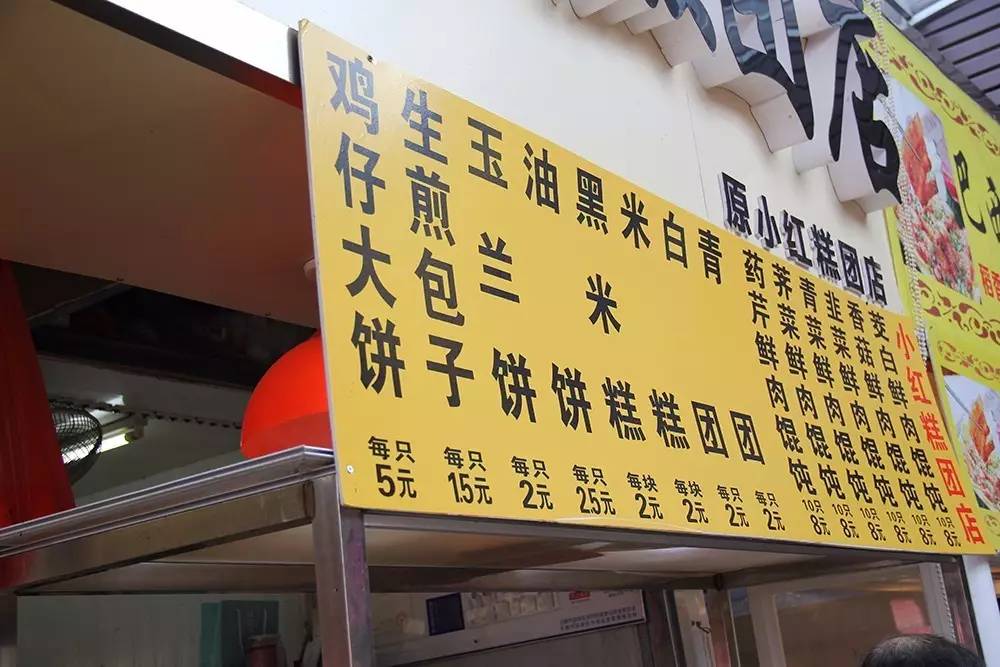 店
原小红糕团店
鸡仔大饼 每只5元
生煎包子 每只1.5元
玉兰饼 每只2元
油饼 每只2.5元
黑米糕 每块2元
米糕 每块2元
白团 每只2元
青团 每只2元
药芹鲜肉馄饨 10只8元
荠菜鲜肉馄饨 10只8元
青菜鲜肉馄饨 10只8元
韭菜鲜肉馄饨 10只8元
香菇鲜肉馄饨 10只8元
茭白鲜肉馄饨 10只8元
小红糕团店